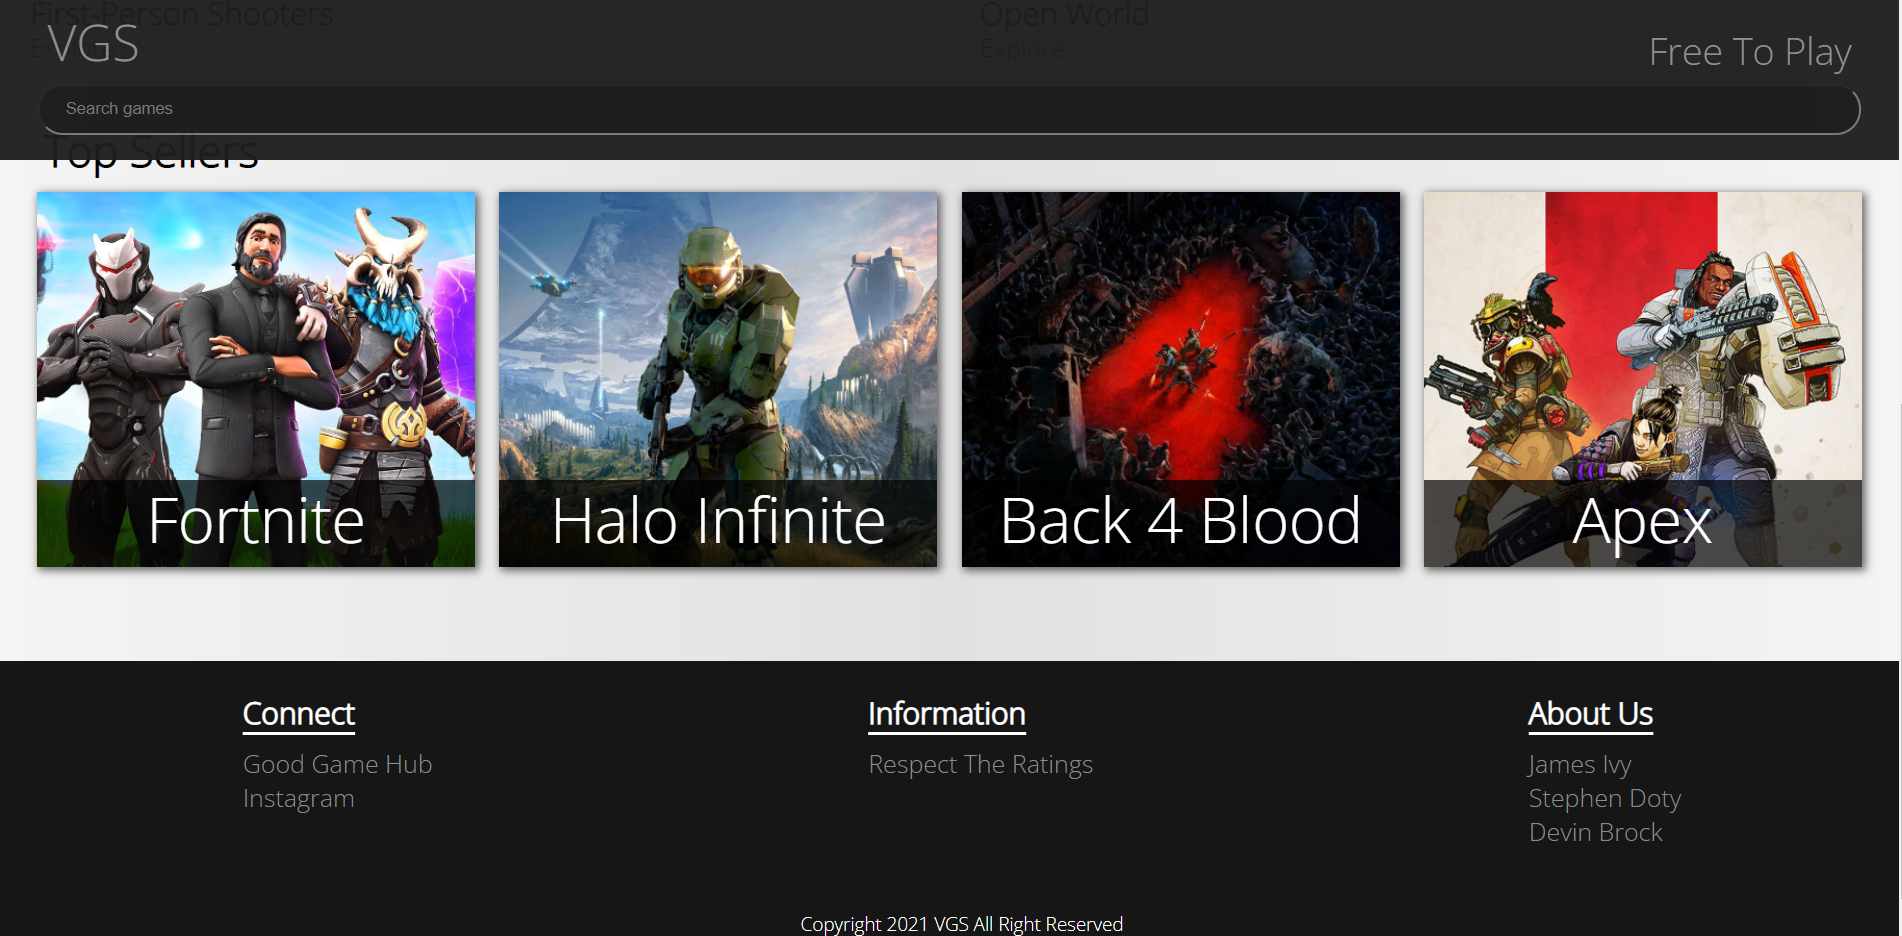 First-Person Shooters
Open World
Explore
VGS
Free To Play
Search games
Top Sellers
Fortnite
Halo Infinite
Back 4 Blood
Apex
Connect
Good Game Hub
Instagram
Information
Respect The Ratings
About Us
James Ivy
Stephen Doty
Devin Brock
Copyright 2021 VGS All Right Reserved